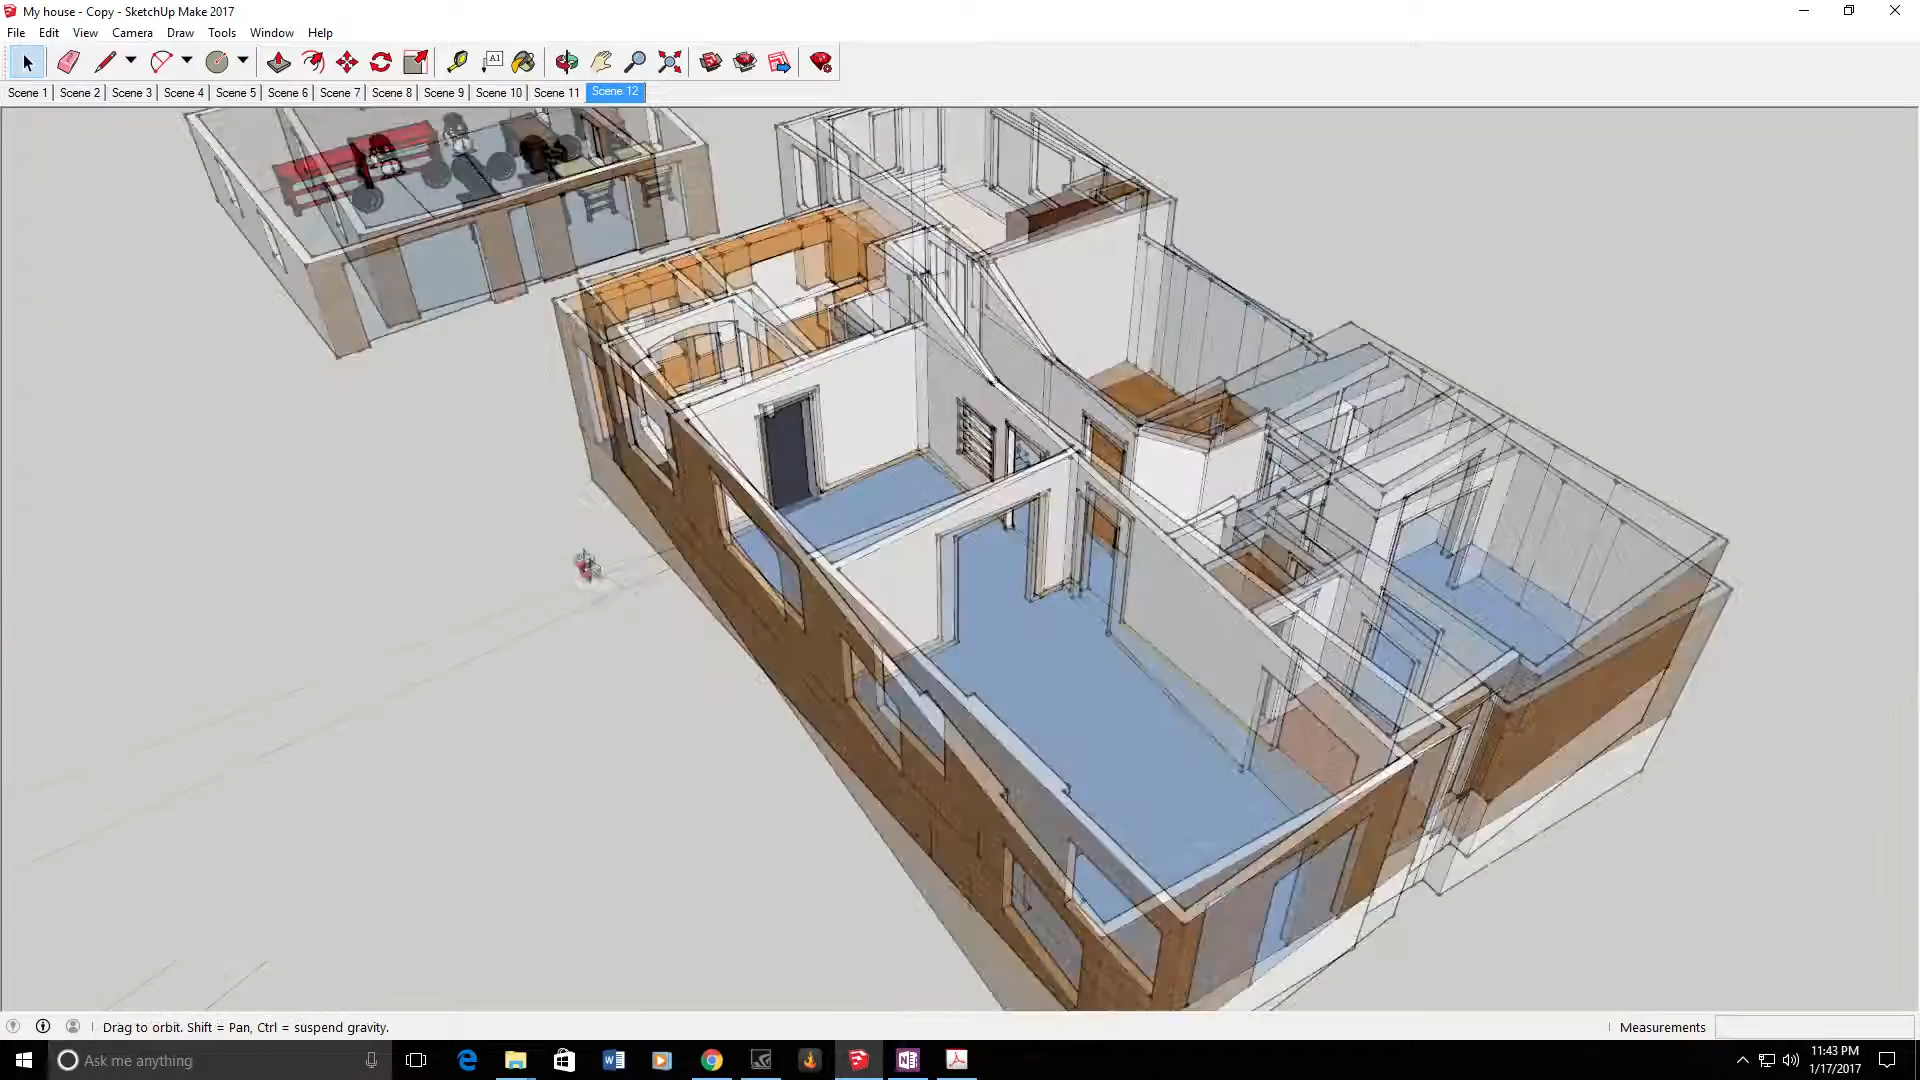 My house - Copy - SketchUp Make 2017
File Edit View Camera Draw Tools Window Help
A1
Scene 1 Scene 2 Scene 3 Scene 4 Scene 5 Scene 6 Scene 7 Scene 8 Scene 9 Scene 10 Scene 11 Scene 12
Drag to orbit. Shift = Pan, Ctrl = suspend gravity.
Measurements
Ask me anything
11:43 PM
1/17/2017